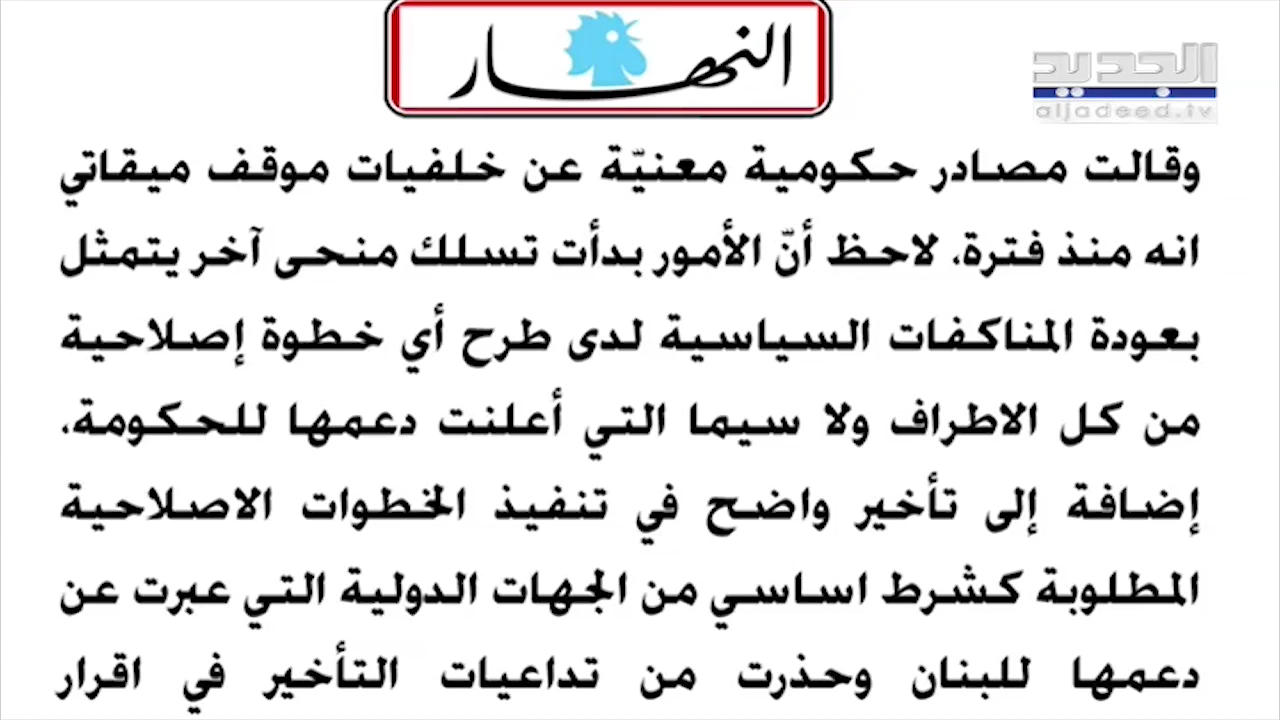 النهار
الجديد
aljadeed.tv
وقالت مصادر حكومية معنيّة عن خلفيات موقف ميقاتي
انه منذ فترة، لاحظ أنّ الأمور بدأت تسلك منحى آخر يتمثل
بعودة المناكفات السياسية لدى طرح أي خطوة إصلاحية
من كل الاطراف ولا سيما التي أعلنت دعمها للحكومة،
إضافة إلى تأخير واضح في تنفيذ الخطوات الاصلاحية
المطلوبة كشرط اساسي من الجهات الدولية التي عبرت عن
دعمها للبنان وحذرت من تداعيات التأخير في اقرار